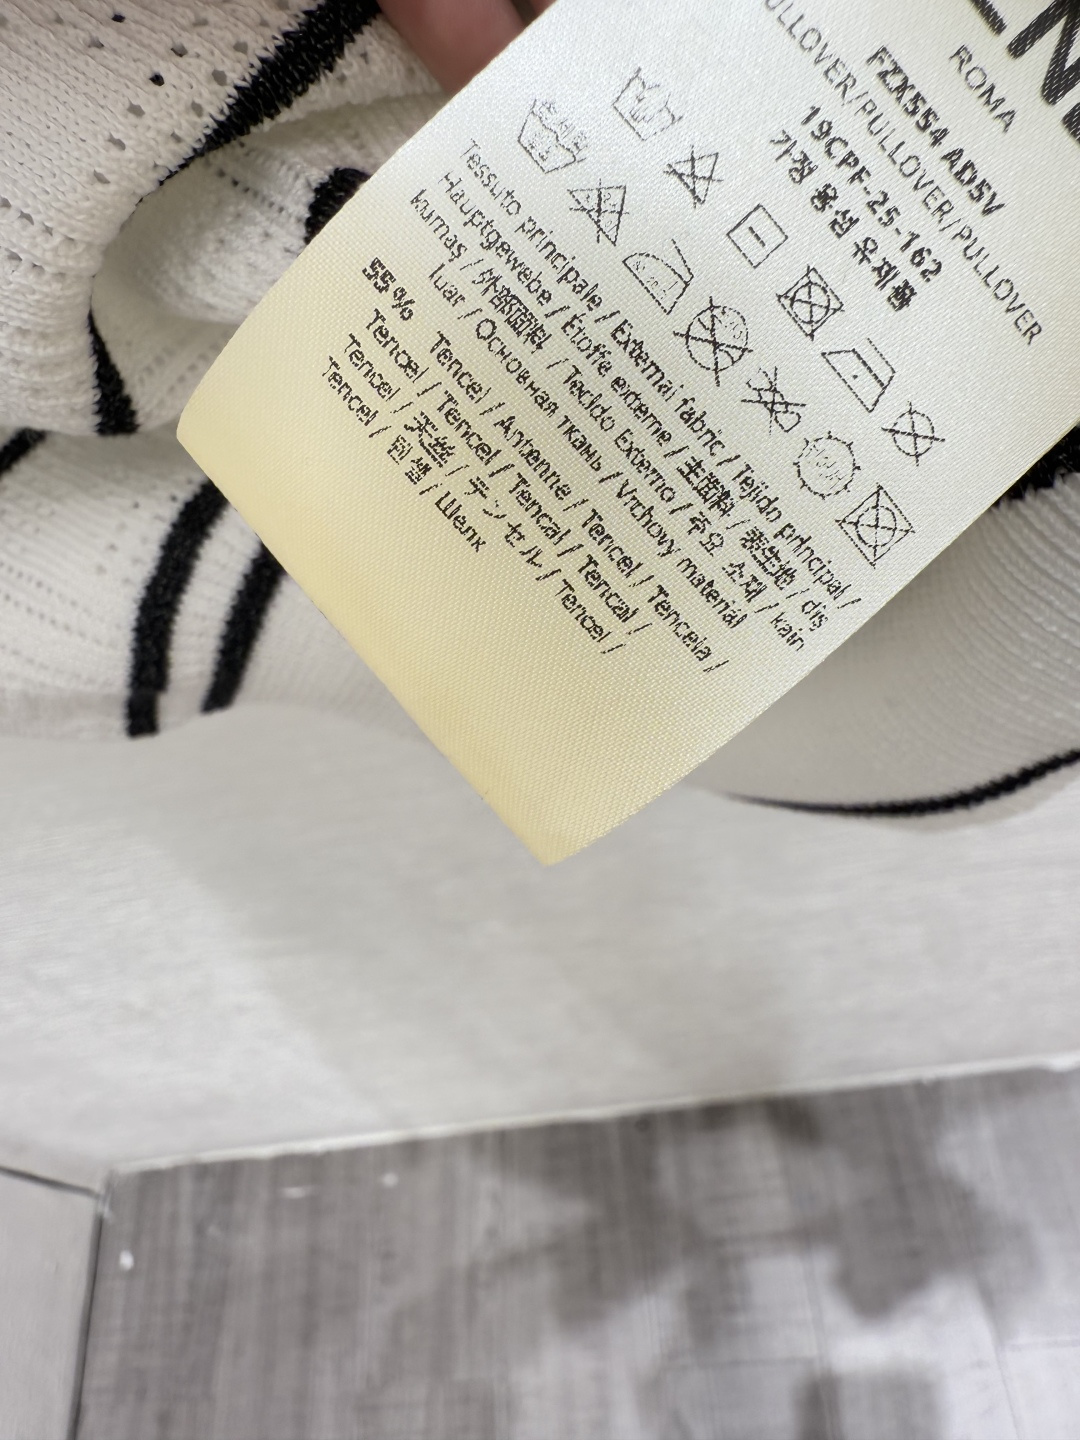 ROMA
PULLOVER/PULLOVER/PULLOVER
FZX554 AD5V
19CPF-25-162
가정 용 섬유제품
Tessuto principale / External fabric / Tejido principal /
Hauptgewebe / Étoffe externe / 主面料 / 表生地 / dış
kumaş / 外部面料 / Tecido Externo / 주요 소재 / kain
luar / Основная ткань / Vrchovy materiál
55 % Tencel / Antenne / Tencel / Tencela /
Tencel / Tencel / Tencal / Tencal /
Tencel / 天丝 / テンセル / Tencel /
Tencel / 텐셀 / Шелк